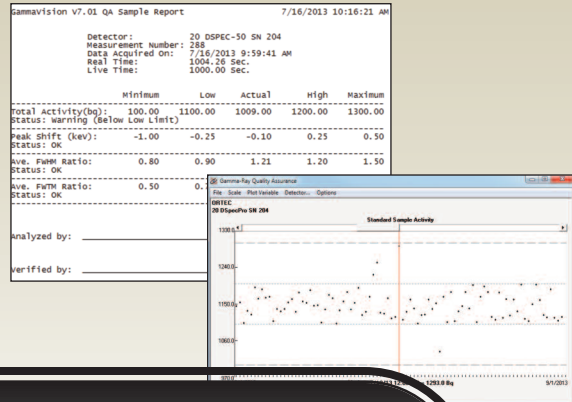 GammaVision V7.01 QA Sample Report 7/16/2013 10:16:21 AM
Detector: 20 DSPEC-50 SN 204
Measurement Number: 288
Data Acquired On: 7/16/2013 9:59:41 AM
Real Time: 1004.26 Sec.
Live Time: 1000.00 Sec.
Minimum Low Actual High Maximum
Total Activity(bq): 100.00 1100.00 1009.00 1200.00 1300.00
Status: Warning (Below Low Limit)
Peak Shift (keV): -1.00 -0.25 -0.10 0.25 0.50
Status: OK
Ave. FWHM Ratio: 0.80 0.90 1.21 1.20 1.50
Status: OK
Ave. FWTM Ratio: 0.50
Status: OK
Analyzed by:
Verified by:
Gamma-Ray Quality Assurance
File Scale Plot Variable Detector... Options
ORTEC
20 DSpecPro SN 204
Standard Sample Activity
1330.0
1240.0
1150.0
1060.0
970.0
1293.0 Bq 9/1/2013